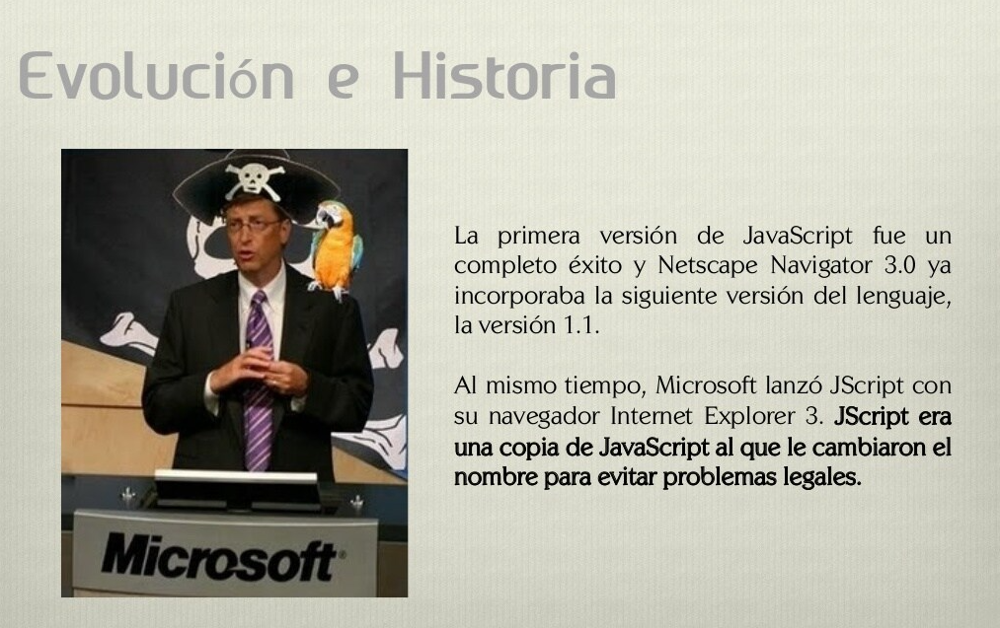 Evolución e Historia
La primera versión de JavaScript fue un
completo éxito y Netscape Navigator 3.0 ya
incorporaba la siguiente versión del lenguaje,
la versión 1.1.
Al mismo tiempo, Microsoft lanzó JScript con
su navegador Internet Explorer 3. JScript era
una copia de JavaScript al que le cambiaron el
nombre para evitar problemas legales.
Microsoft®